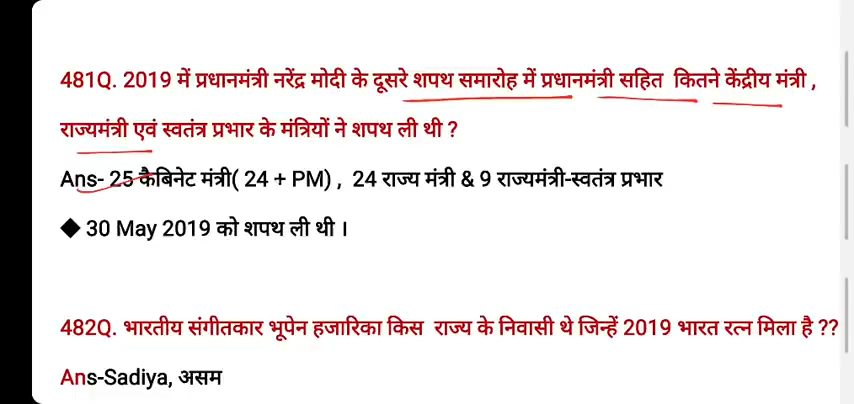 481Q. 2019 में प्रधानमंत्री नरेंद्र मोदी के दूसरे शपथ समारोह में प्रधानमंत्री सहित कितने केंद्रीय मंत्री ,
राज्यमंत्री एवं स्वतंत्र प्रभार के मंत्रियों ने शपथ ली थी ?
Ans- 25 कैबिनेट मंत्री( 24 + PM) , 24 राज्य मंत्री & 9 राज्यमंत्री-स्वतंत्र प्रभार
◆ 30 May 2019 को शपथ ली थी ।
482Q. भारतीय संगीतकार भूपेन हजारिका किस राज्य के निवासी थे जिन्हें 2019 भारत रत्न मिला है ??
Ans-Sadiya, असम